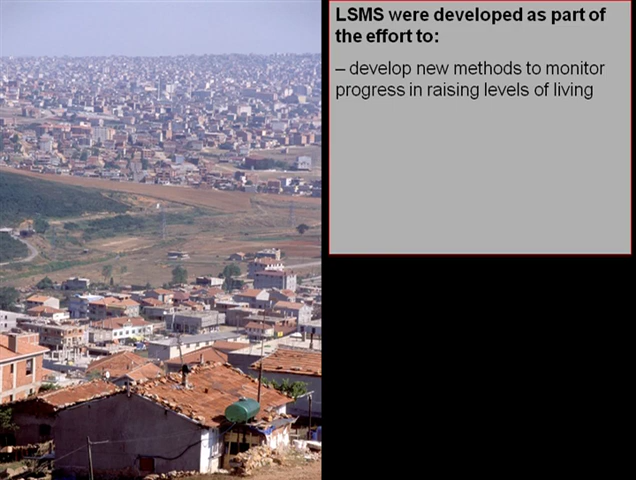 LSMS were developed as part of
the effort to:
– develop new methods to monitor
progress in raising levels of living